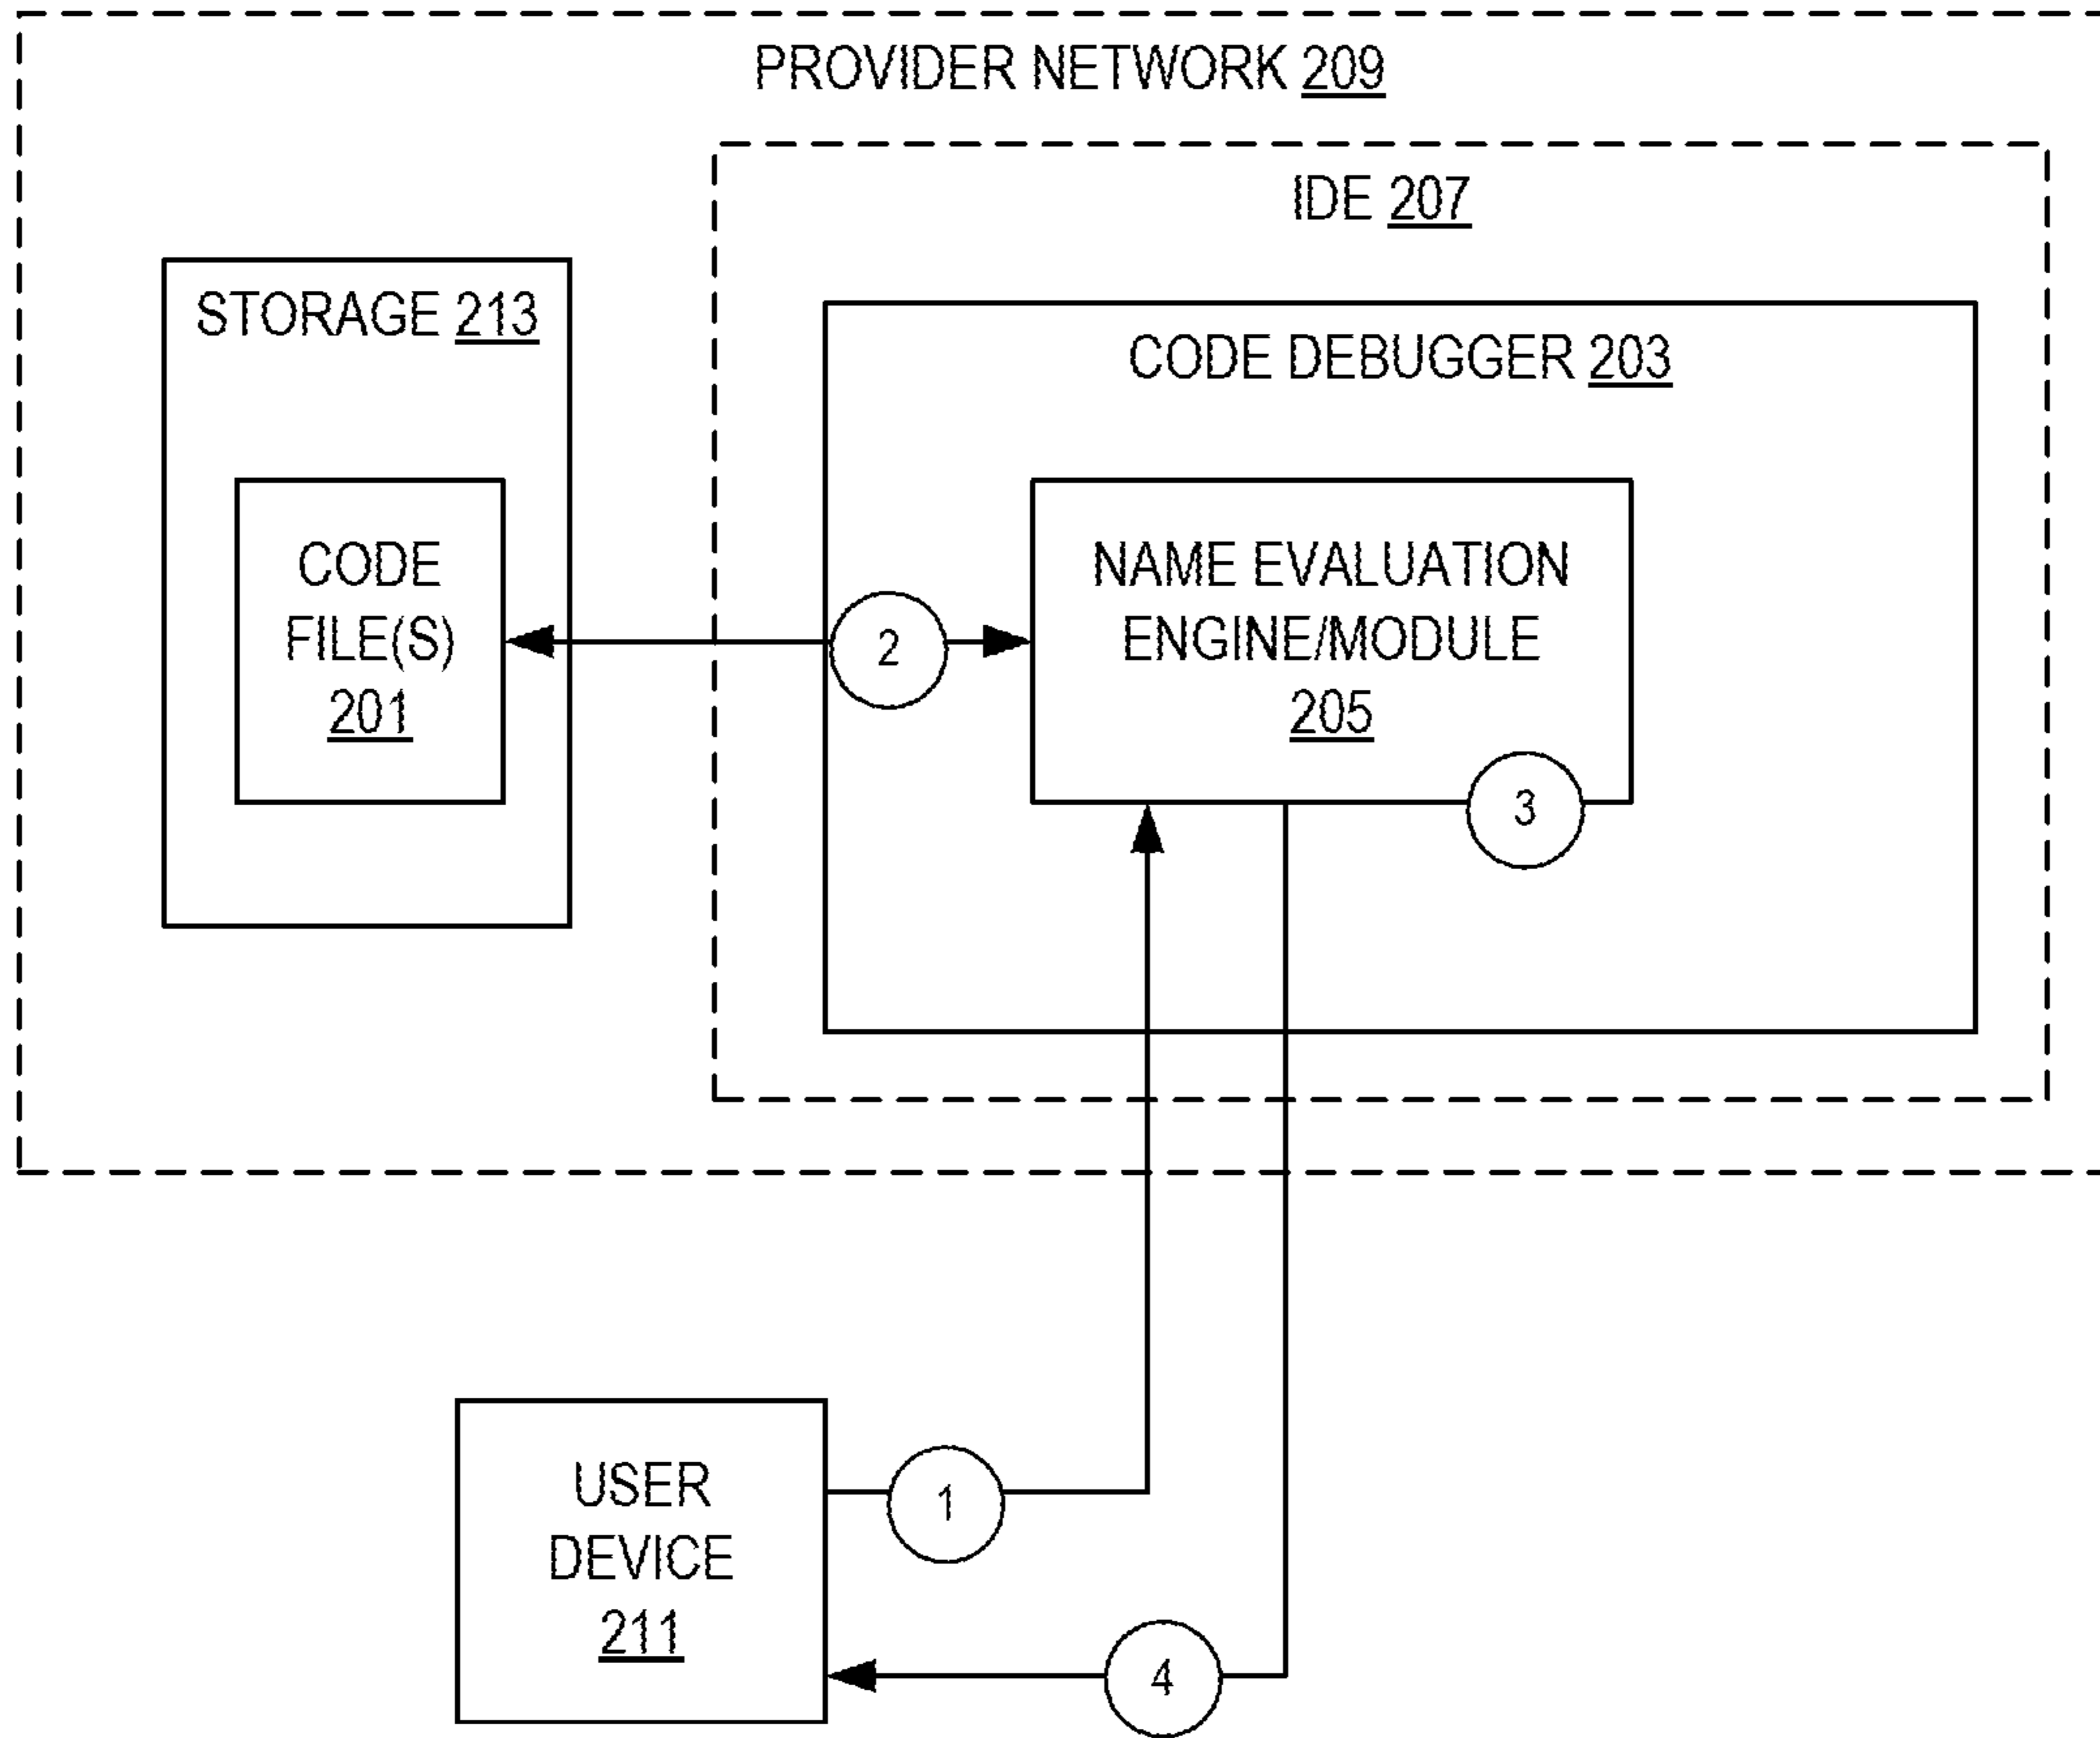 PROVIDER NETWORK 209
IDE 207
STORAGE 213
CODE DEBUGGER 203
CODE
FILE(S)
201
2
NAME EVALUATION
ENGINE/MODULE
205
3
USER
DEVICE
211
1
4